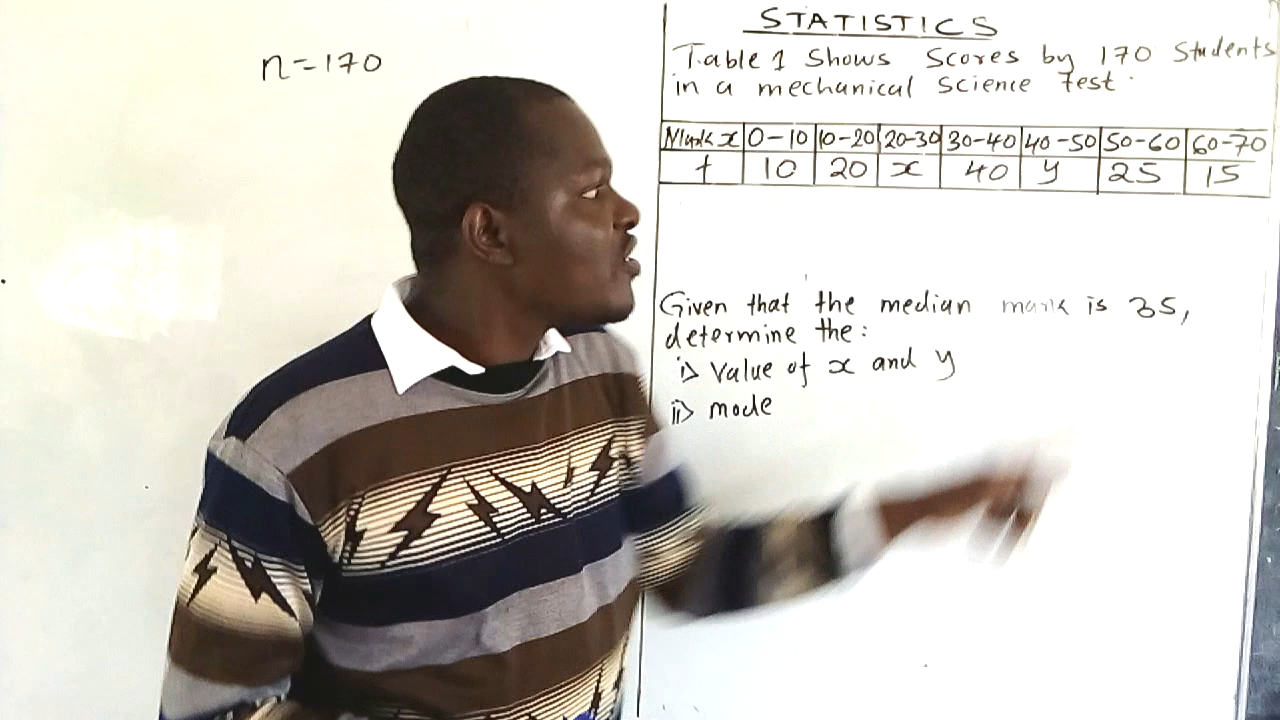 n=170
STATISTICS
Table 1 Shows Scores by 170 Students
in a mechanical Science test.
Mark x 0-10 10-20 20-30 30-40 40-50 50-60 60-70
f 10 20 x 40 y 25 15
Given that the median mark is 35,
determine the:
i> value of x and y
ii> mode